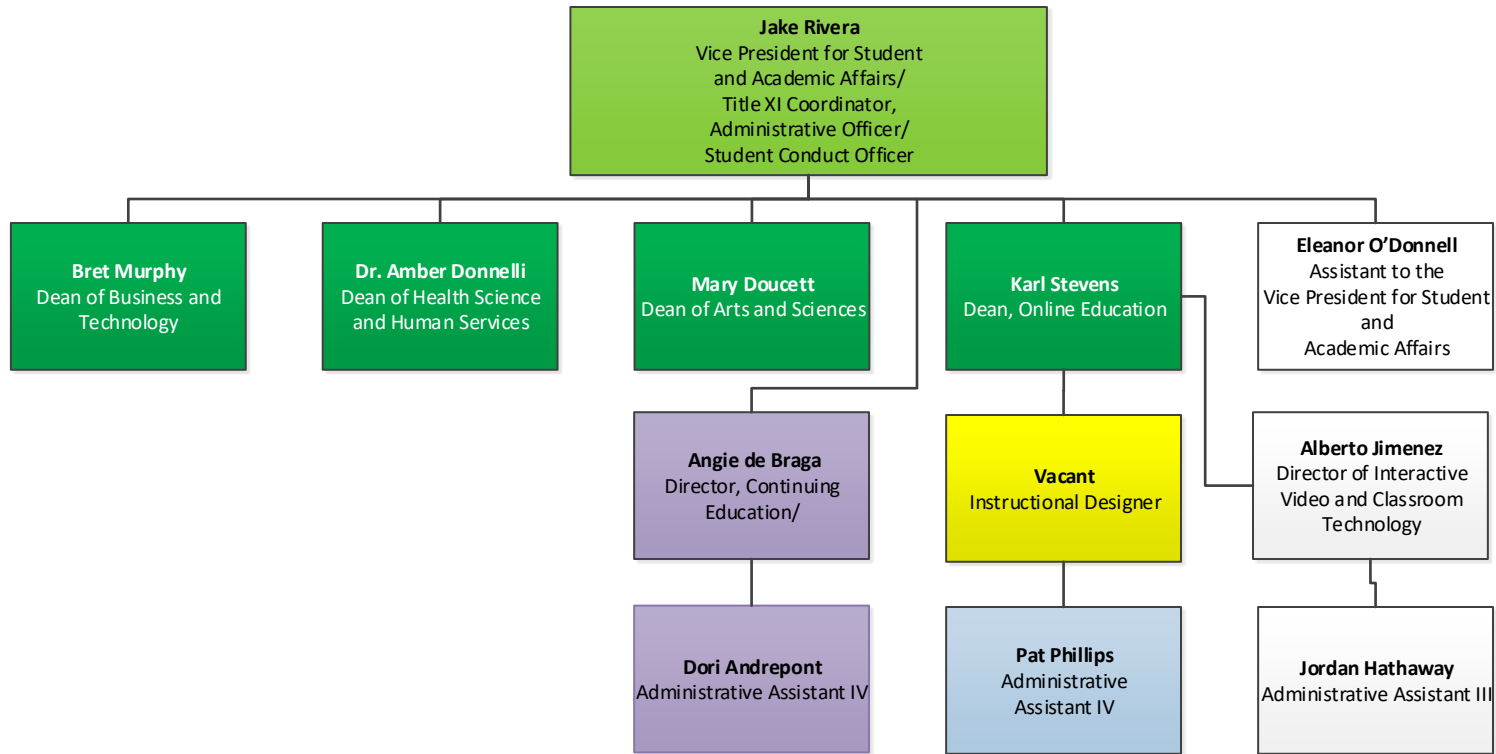 Jake Rivera
Vice President for Student
and Academic Affairs/
Title XI Coordinator,
Administrative Officer/
Student Conduct Officer
Bret Murphy
Dean of Business and
Technology
Dr. Amber Donnelli
Dean of Health Science
and Human Services
Mary Doucett
Dean of Arts and Sciences
Karl Stevens
Dean, Online Education
Eleanor O’Donnell
Assistant to the
Vice President for Student
and
Academic Affairs
Angie de Braga
Director, Continuing
Education/
Vacant
Instructional Designer
Alberto Jimenez
Director of Interactive
Video and Classroom
Technology
Dori Andrepont
Administrative Assistant IV
Pat Phillips
Administrative
Assistant IV
Jordan Hathaway
Administrative Assistant III